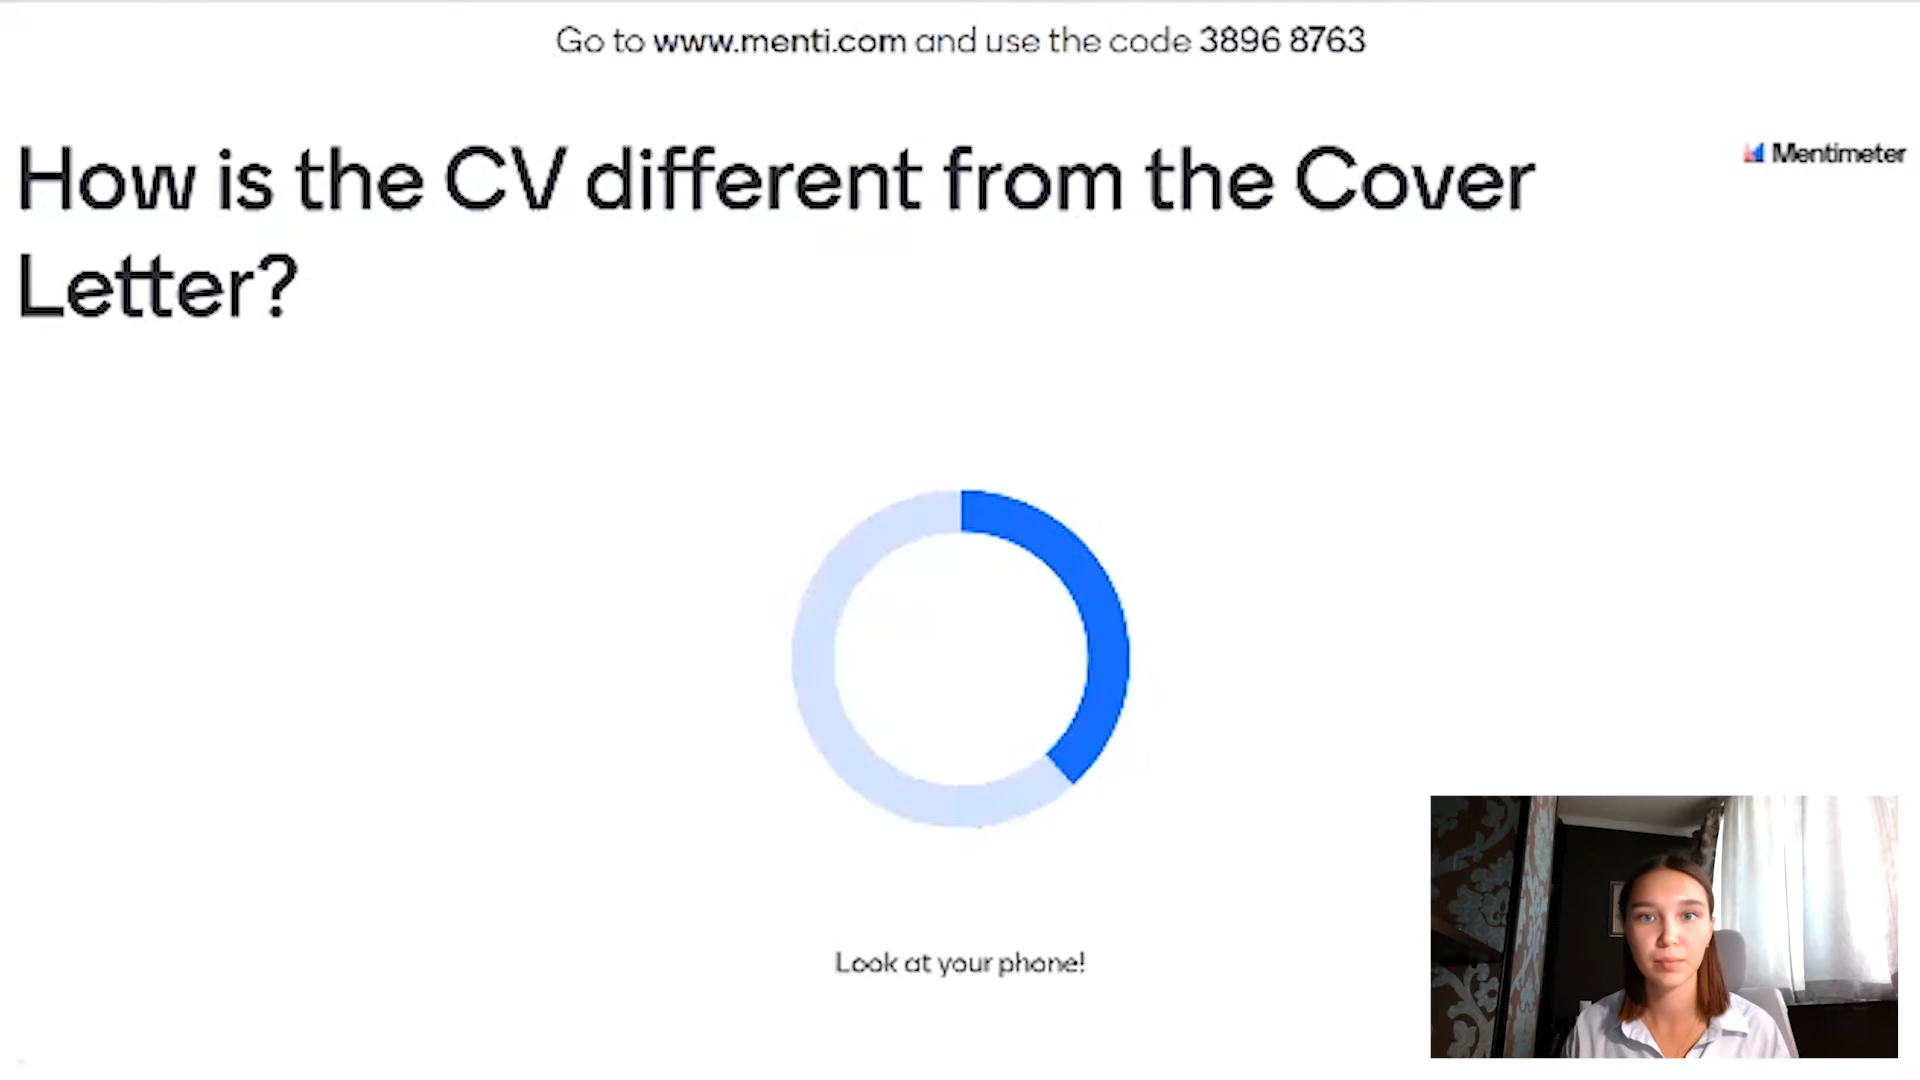 Go to www.menti.com and use the code 3896 8763
How is the CV different from the Cover
Letter?
Mentimeter
Look at your phone!